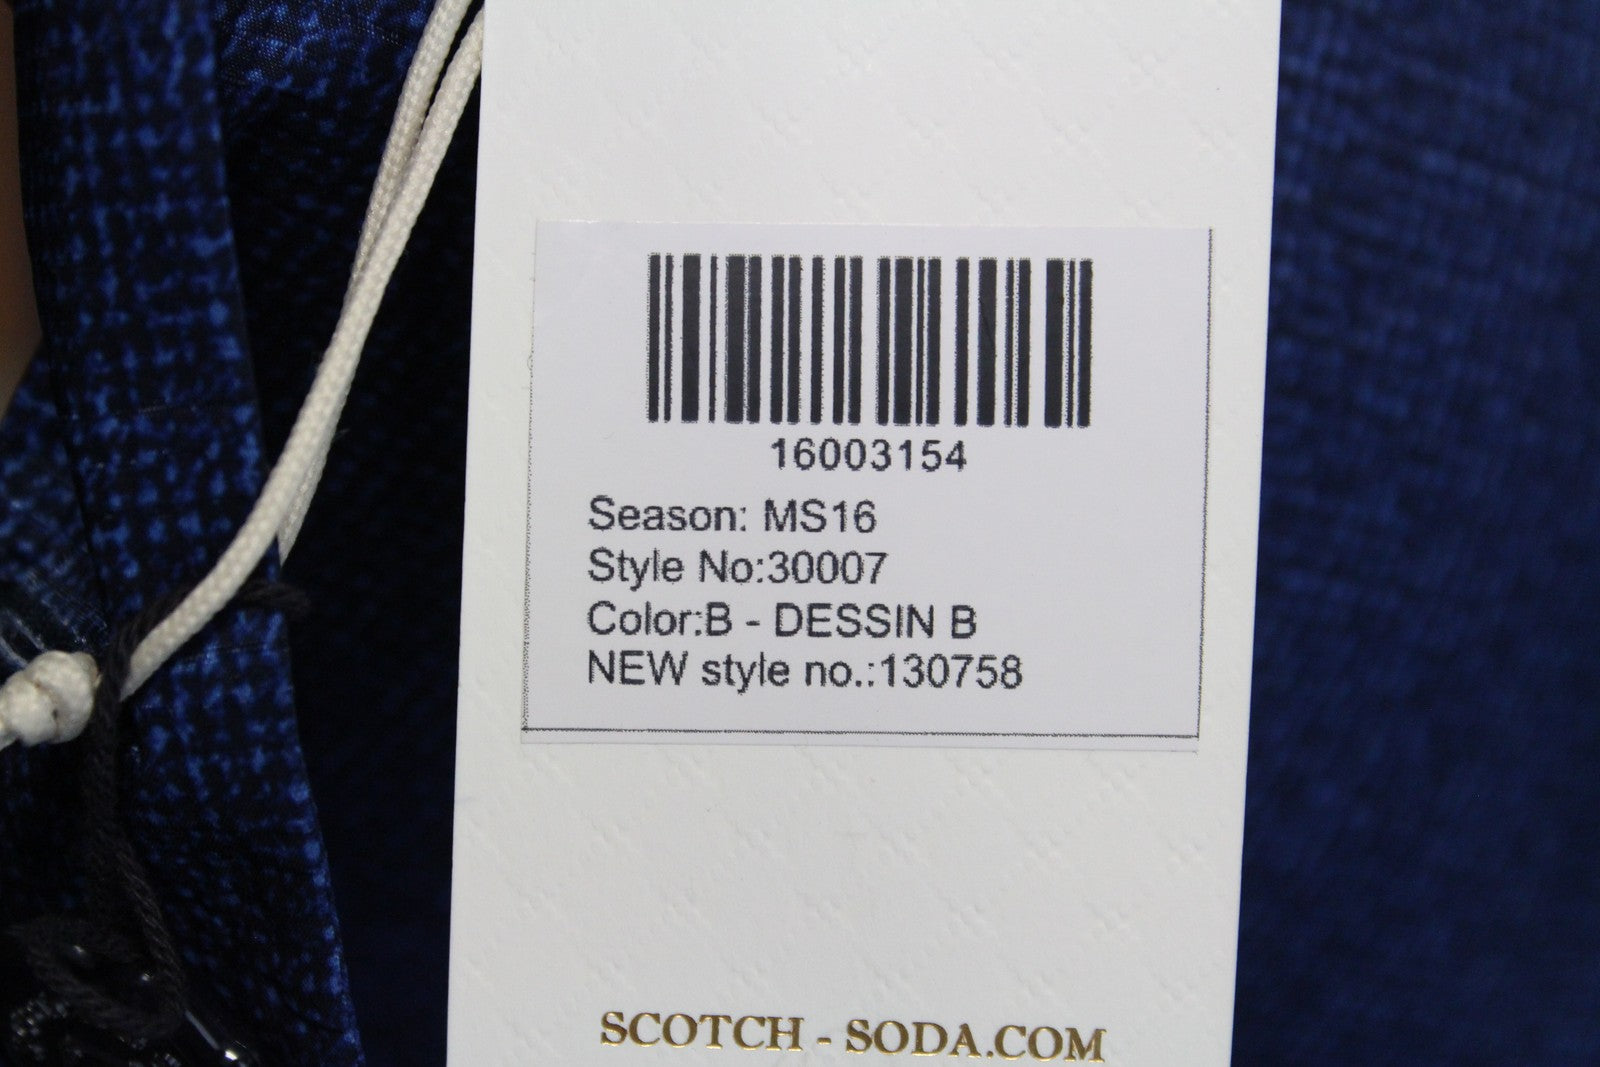 16003154
Season: MS16
Style No:30007
Color:B - DESSIN B
NEW style no.:130758
SCOTCH - SODA.COM